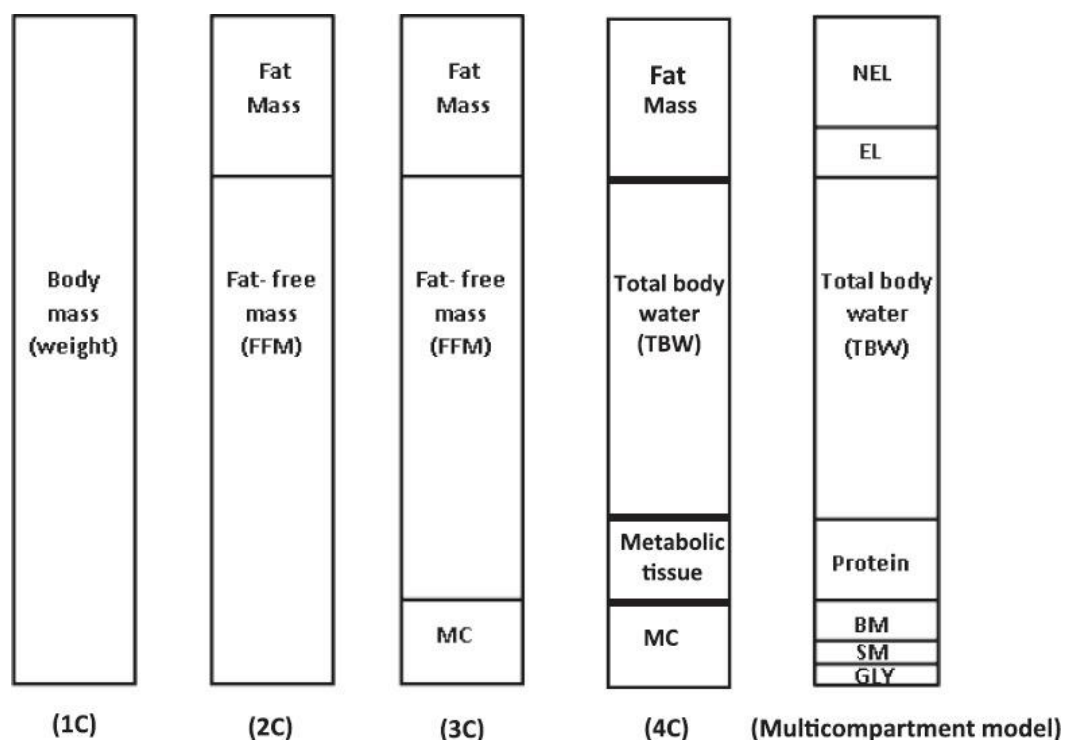 Body
mass
(weight)
(1C)
Fat
Mass
Fat- free
mass
(FFM)
(2C)
Fat
Mass
Fat- free
mass
(FFM)
MC
(3C)
Fat
Mass
Total body
water
(TBW)
Metabolic
tissue
MC
(4C)
NEL
EL
Total body
water
(TBW)
Protein
BM
SM
GLY
(Multicompartment model)